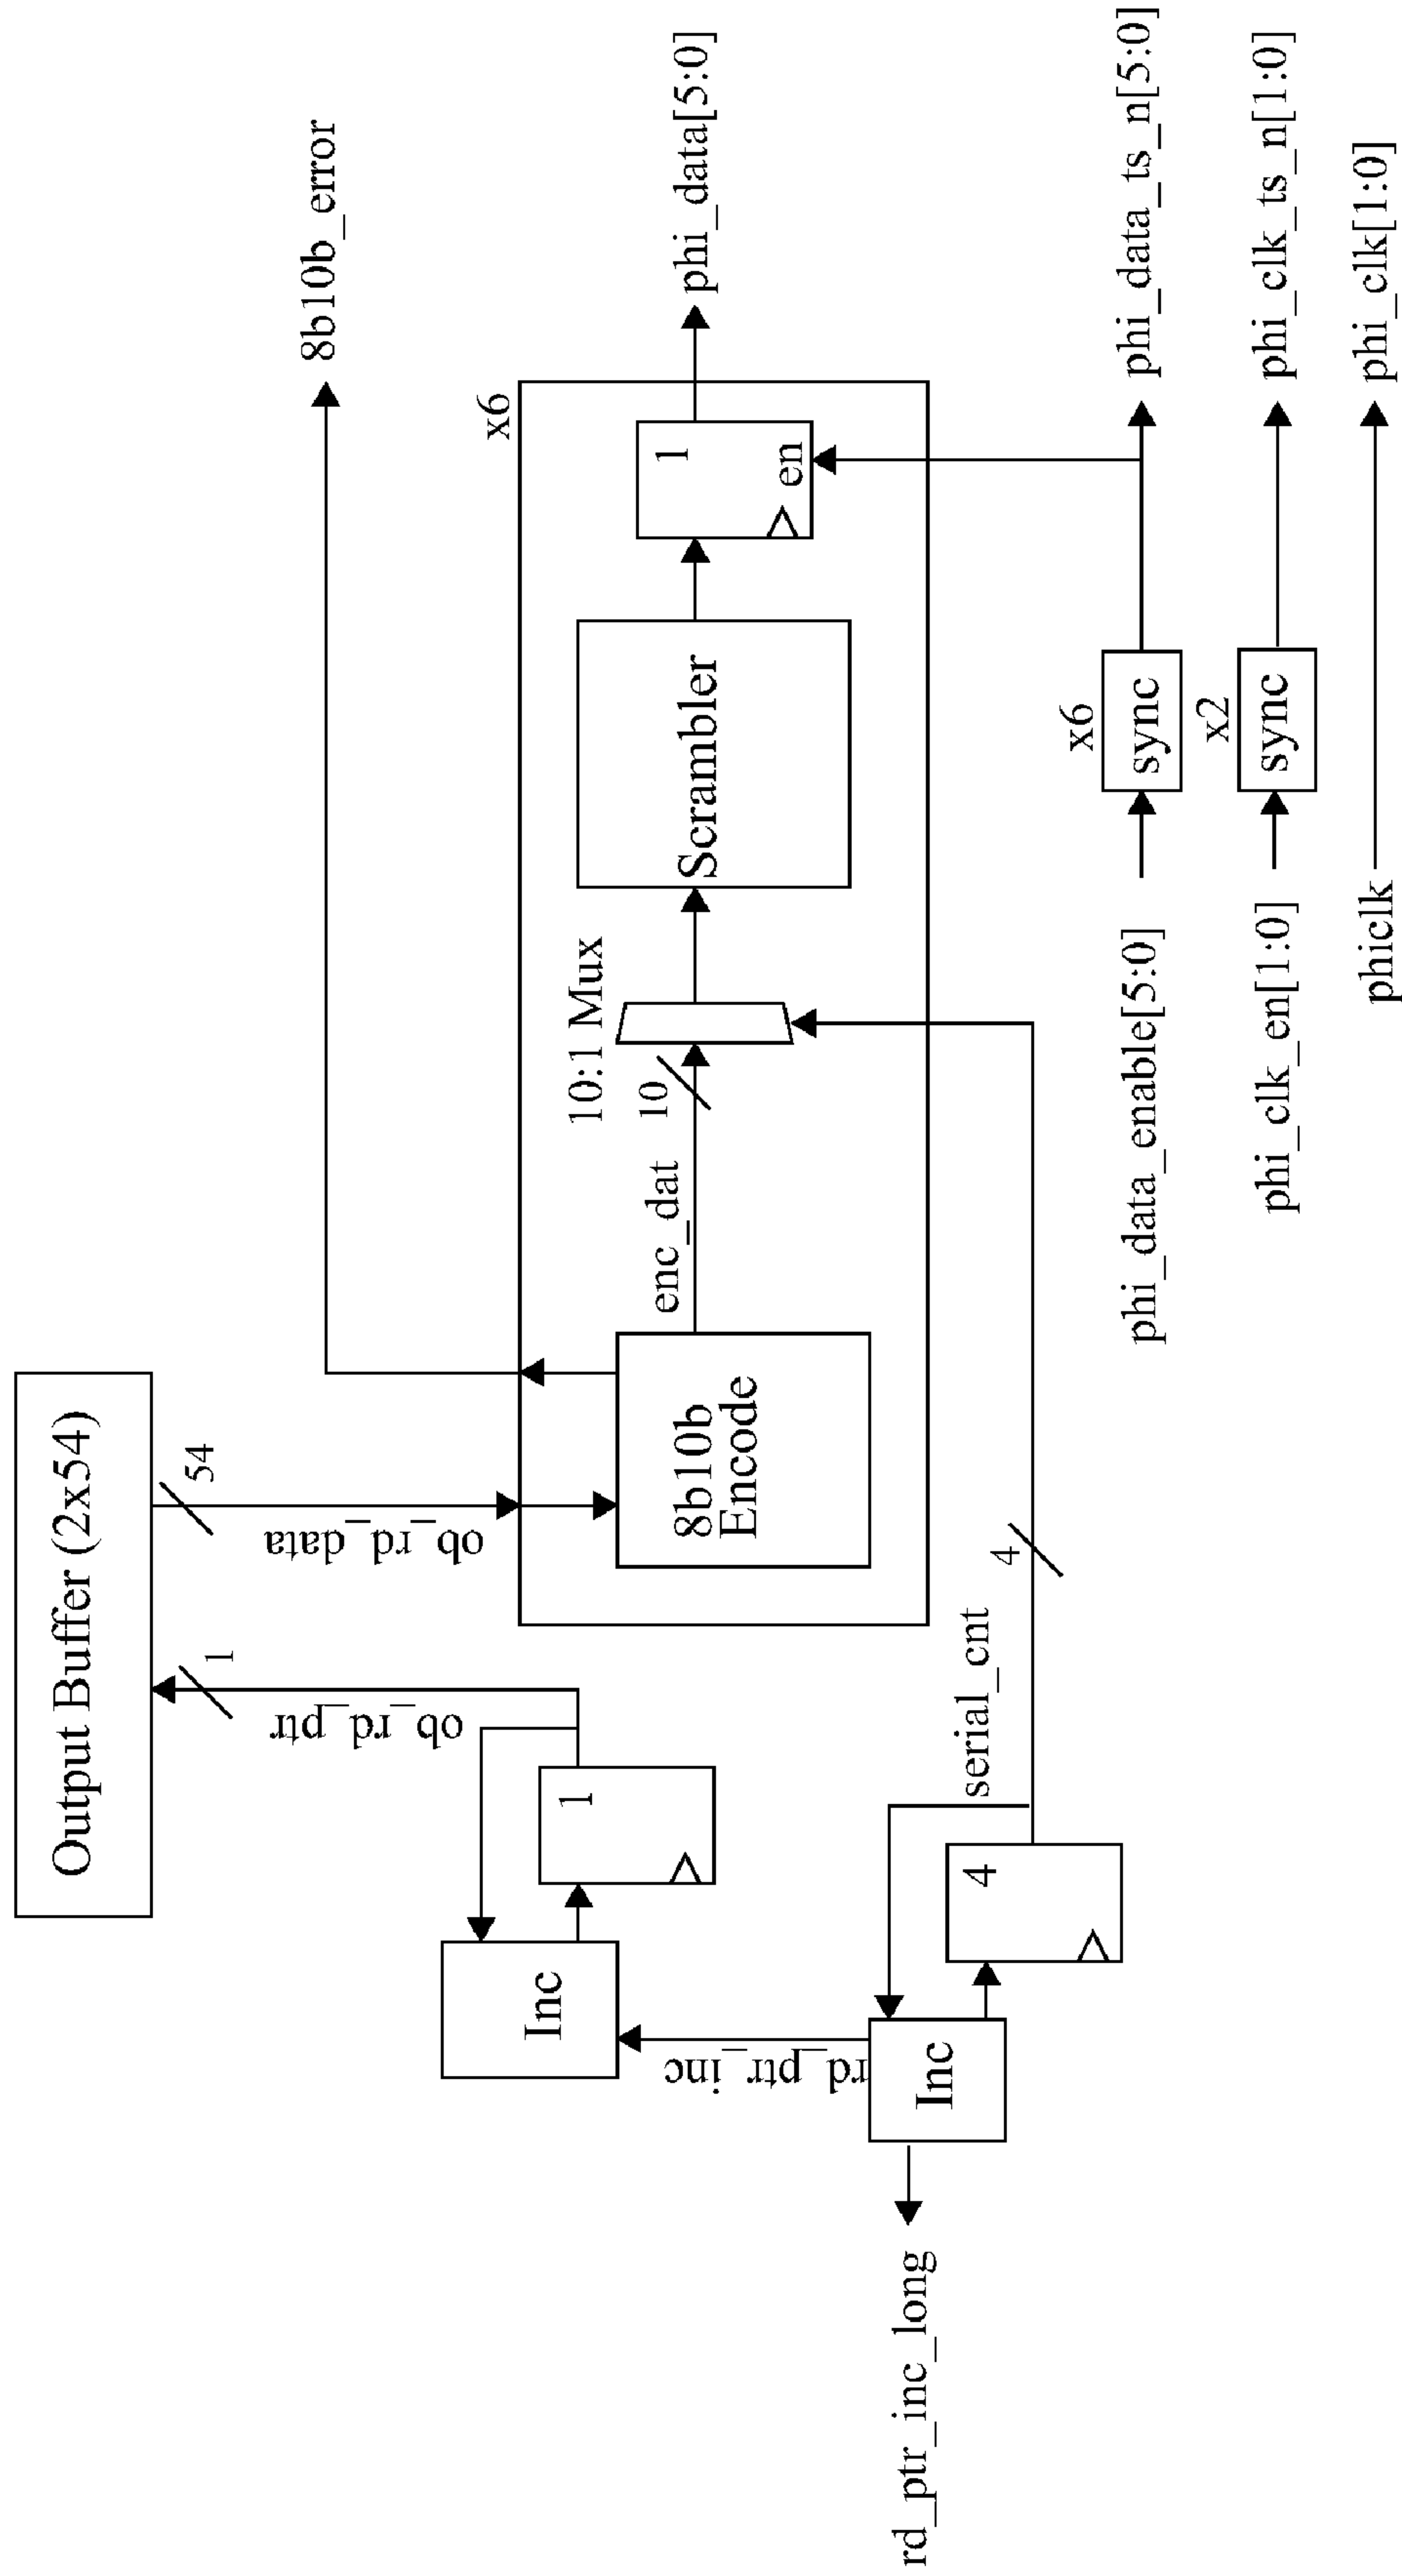 Output Buffer (2x54)
1
54
ob_rd_ptr
ob_rd_data
8b10b_error
x6
Inc
1
rd_ptr_inc
rd_ptr_inc_long
Inc
4
serial_cnt
4
8b10b
Encode
enc_dat
10
10:1 Mux
Scrambler
1
en
phi_data[5:0]
phi_data_enable[5:0]
x6
sync
phi_data_ts_n[5:0]
phi_clk_en[1:0]
x2
sync
phi_clk_ts_n[1:0]
phiclk
phi_clk[1:0]